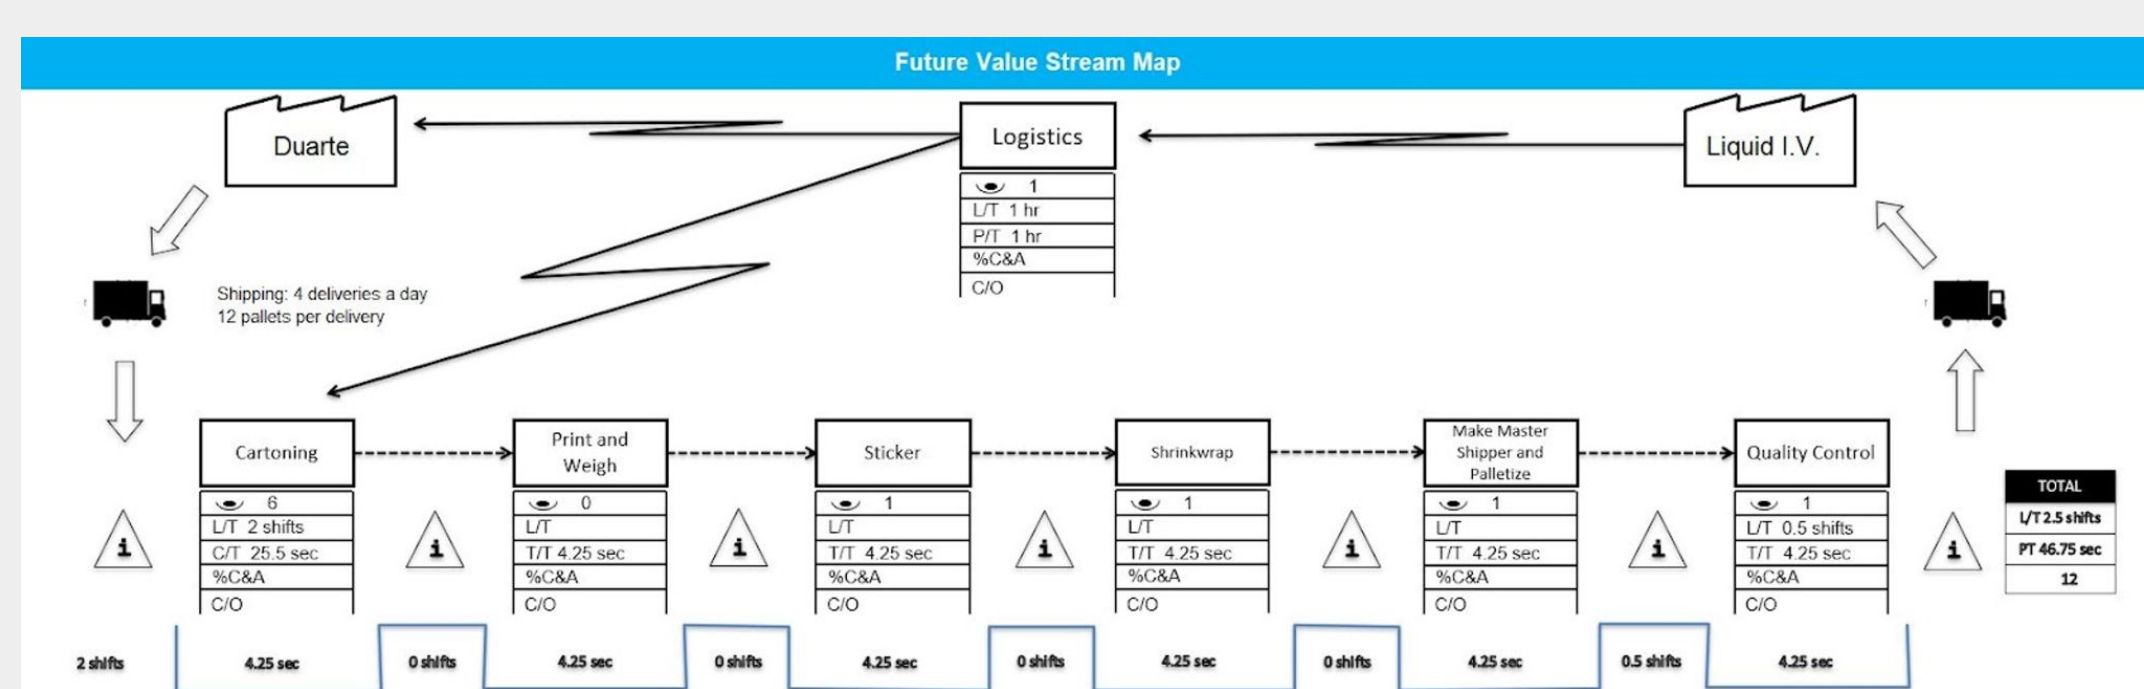 Future Value Stream Map
Duarte
Logistics
Liquid I.V.
1
L/T 1 hr
P/T 1 hr
%C&A
C/O
Shipping: 4 deliveries a day
12 pallets per delivery
Cartoning
6
L/T 2 shifts
C/T 25.5 sec
%C&A
C/O
Print and
Weigh
0
L/T
T/T 4.25 sec
%C&A
C/O
Sticker
1
L/T
T/T 4.25 sec
%C&A
C/O
Shrinkwrap
1
L/T
T/T 4.25 sec
%C&A
C/O
Make Master
Shipper and
Palletize
1
L/T
T/T 4.25 sec
%C&A
C/O
Quality Control
1
L/T 0.5 shifts
T/T 4.25 sec
%C&A
C/O
i
i
i
i
i
i
i
TOTAL
L/T 2.5 shifts
PT 46.75 sec
12
2 shifts
4.25 sec
0 shifts
4.25 sec
0 shifts
4.25 sec
0 shifts
4.25 sec
0 shifts
4.25 sec
0.5 shifts
4.25 sec